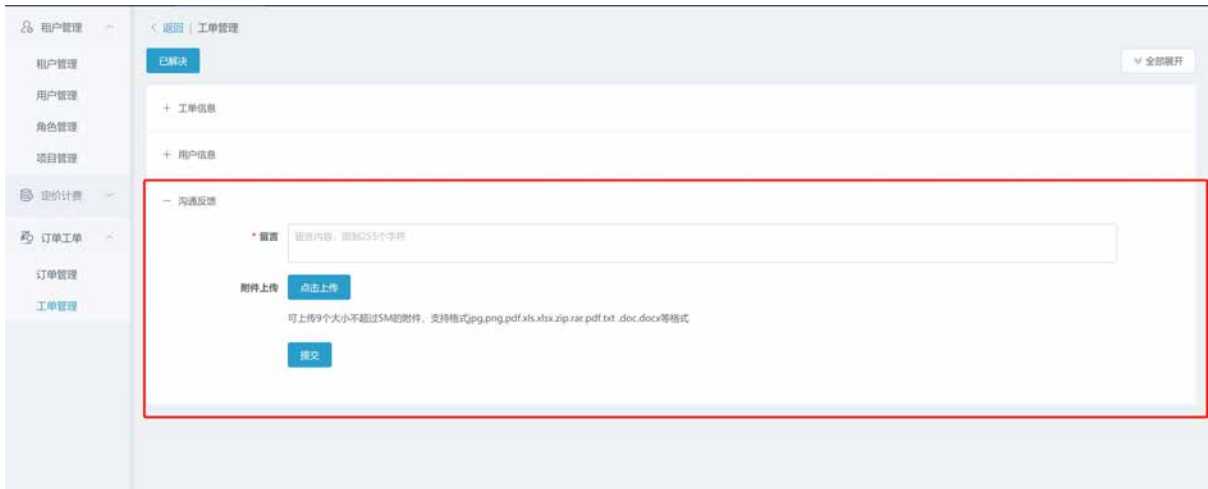 租户管理
租户管理
用户管理
角色管理
项目管理
定价计费
订单工单
订单管理
工单管理
< 返回 | 工单管理
已解决
全部展开
+ 工单信息
+ 用户信息
- 沟通反馈
* 留言
留言内容，限制255个字符
附件上传
点击上传
可上传9个大小不超过5M的附件，支持格式jpg,png,pdf.xls.xlsx.zip.rar.pdf.txt .doc.docx等格式
提交